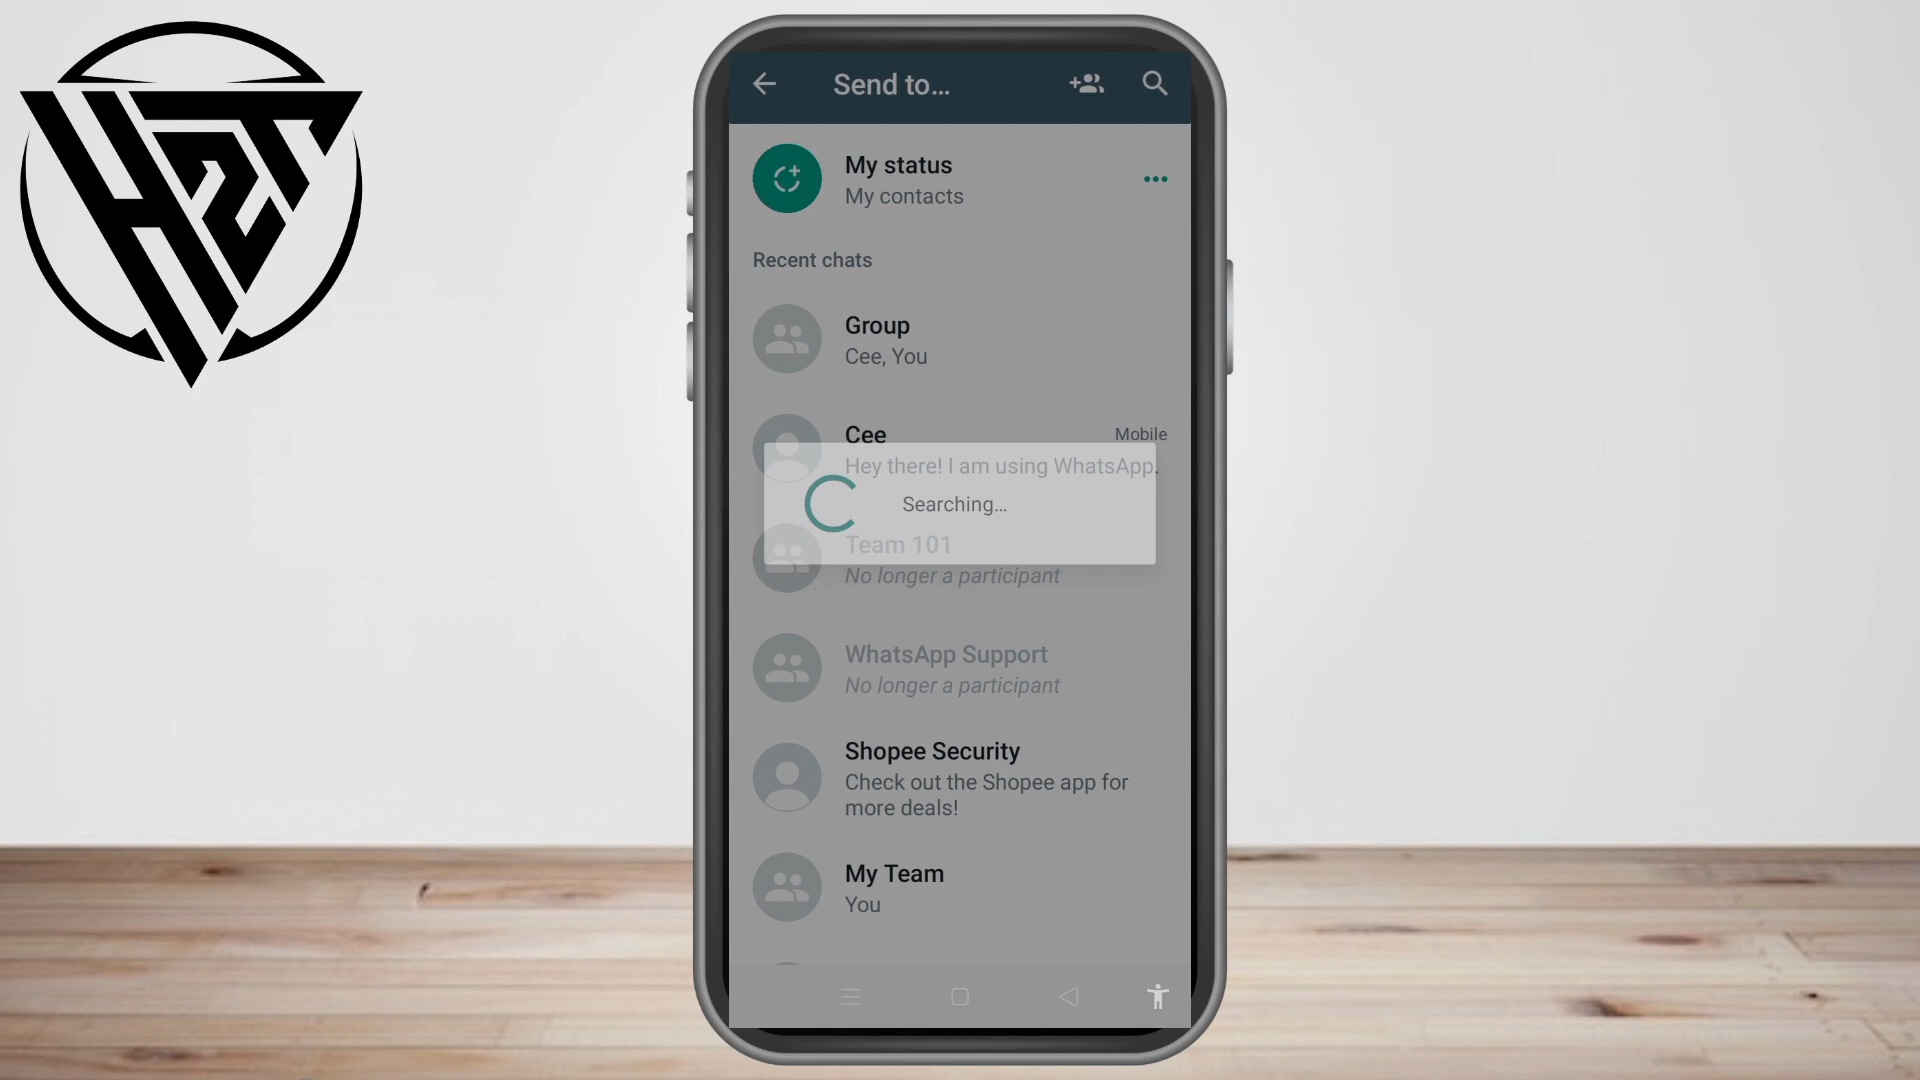 H2T
Send to...
My status
My contacts
Recent chats
Group
Cee, You
Cee
Mobile
Hey there! I am using WhatsApp.
Searching...
Team 101
No longer a participant
WhatsApp Support
No longer a participant
Shopee Security
Check out the Shopee app for
more deals!
My Team
You